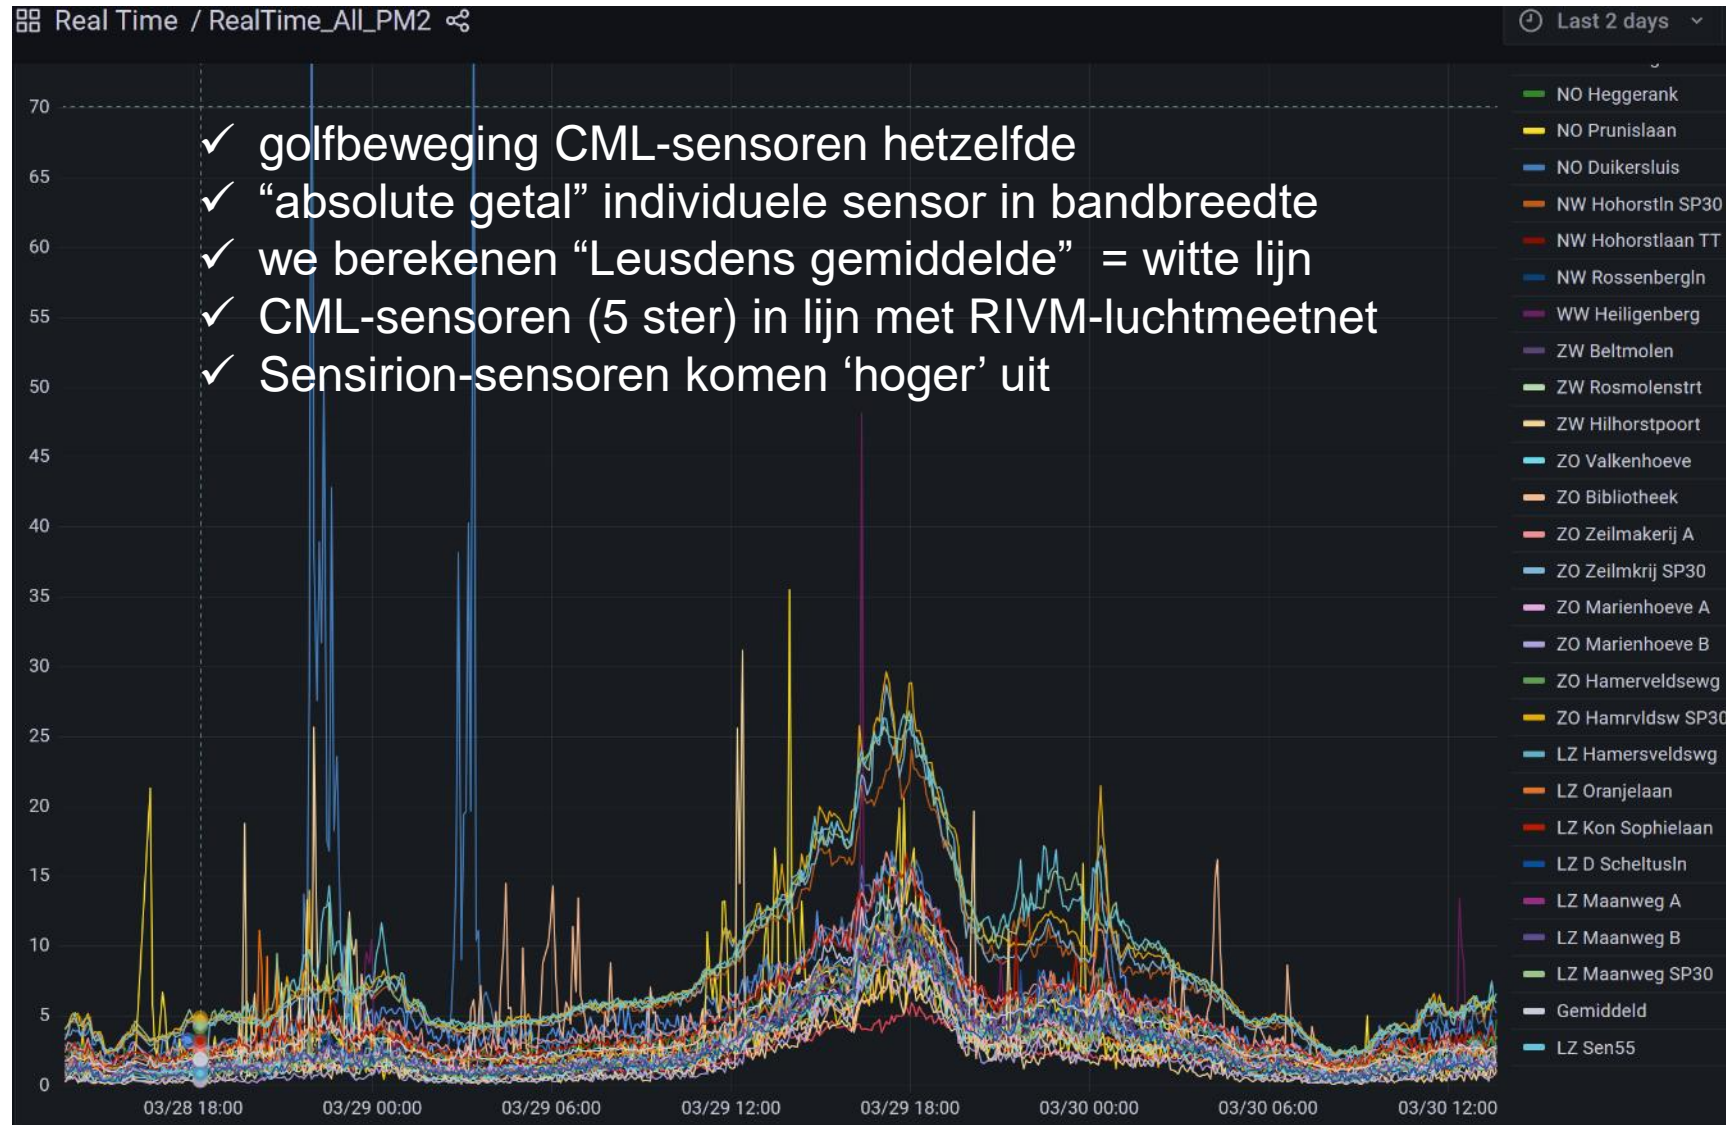 Real Time / RealTime_All_PM2
Last 2 days
✓ golfbeweging CML-sensoren hetzelfde
✓ “absolute getal” individuele sensor in bandbreedte
✓ we berekenen “Leusdens gemiddelde” = witte lijn
✓ CML-sensoren (5 ster) in lijn met RIVM-luchtmeetnet
✓ Sensirion-sensoren komen ‘hoger’ uit
70
65
60
55
50
45
40
35
30
25
20
15
10
5
0
03/28 18:00
03/29 00:00
03/29 06:00
03/29 12:00
03/29 18:00
03/30 00:00
03/30 06:00
03/30 12:00
NO Heggerank
NO Prunislaan
NO Duikersluis
NW Hohorstln SP30
NW Hohorstlaan TT
NW Rossenbergln
WW Heiligenberg
ZW Beltmolen
ZW Rosmolenstrt
ZW Hilhorstpoort
ZO Valkenhoeve
ZO Bibliotheek
ZO Zeilmakerij A
ZO Zeilmkrij SP30
ZO Marienhoeve A
ZO Marienhoeve B
ZO Hamerveldsewg
ZO Hamrvldsw SP30
LZ Hamersveldswg
LZ Oranjelaan
LZ Kon Sophielaan
LZ D Scheltusln
LZ Maanweg A
LZ Maanweg B
LZ Maanweg SP30
Gemiddeld
LZ Sen55